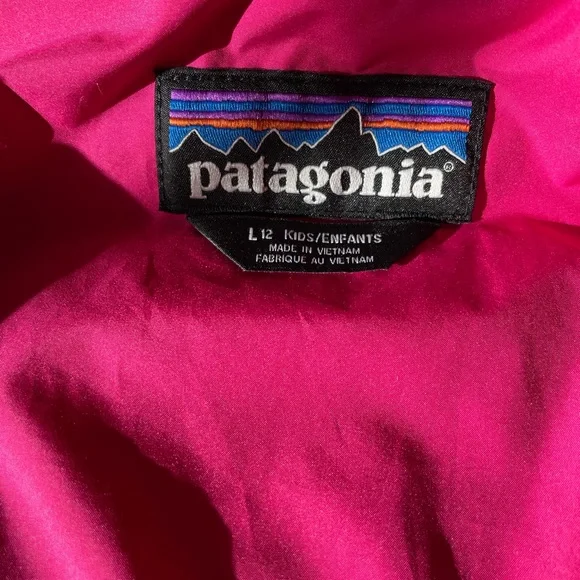 patagonia®
L 12 KIDS/ENFANTS
MADE IN VIETNAM
FABRIQUE AU VIETNAM